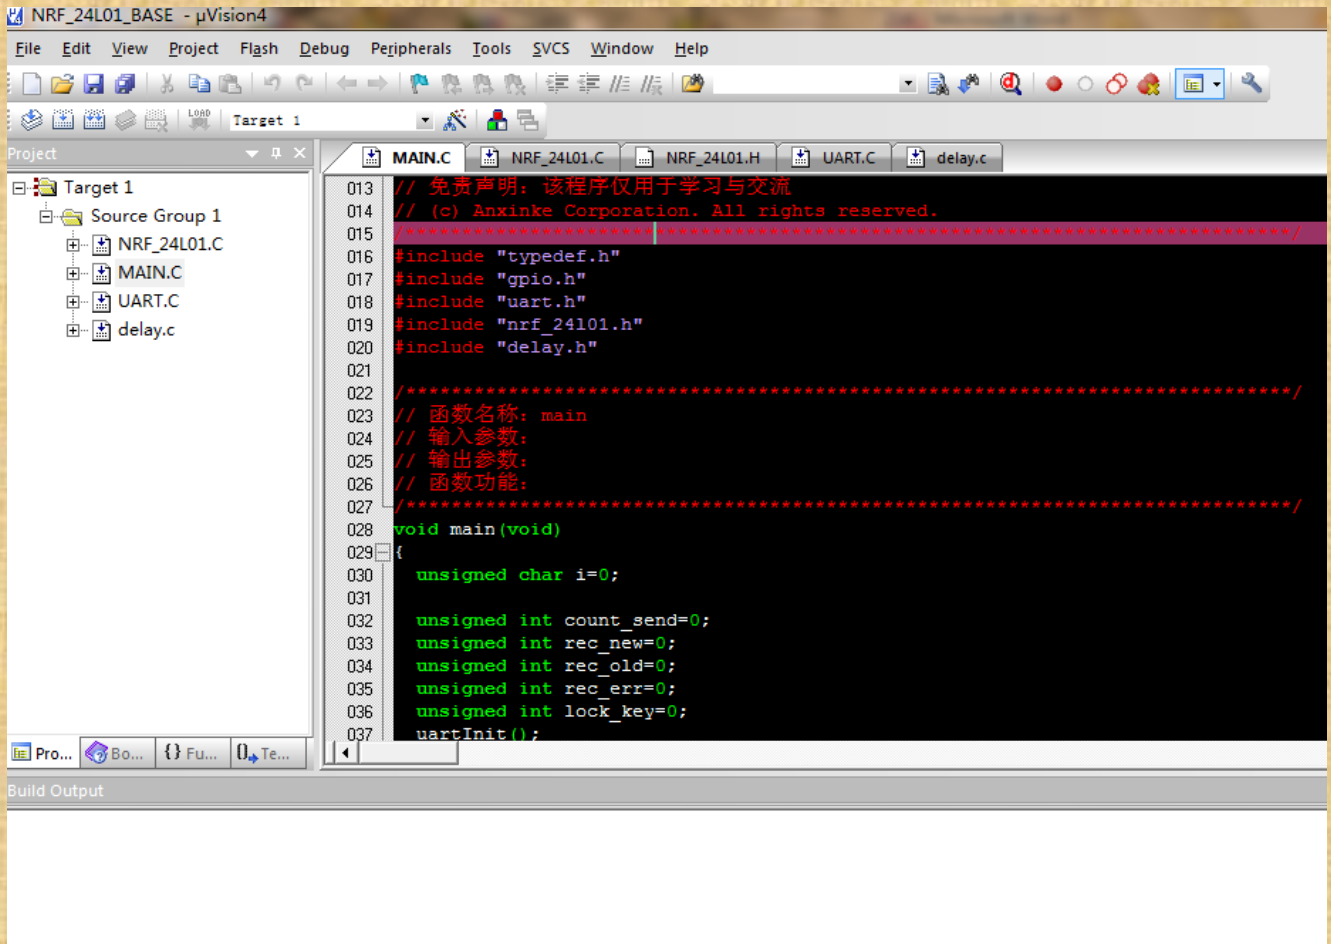 NRF_24L01_BASE - µVision4
File Edit View Project Flash Debug Peripherals Tools SVCS Window Help
LOAD Target 1
Project
MAIN.C NRF_24L01.C NRF_24L01.H UART.C delay.c
Target 1
Source Group 1
NRF_24L01.C
MAIN.C
UART.C
delay.c
013 // 免责声明：该程序仅用于学习与交流
014 // (c) Anxinke Corporation. All rights reserved.
015 /******************************************************************************/
016 #include "typedef.h"
017 #include "gpio.h"
018 #include "uart.h"
019 #include "nrf_24l01.h"
020 #include "delay.h"
021
022 /******************************************************************************/
023 // 函数名称：main
024 // 输入参数：
025 // 输出参数：
026 // 函数功能：
027 /******************************************************************************/
028 void main(void)
029 {
030 unsigned char i=0;
031
032 unsigned int count_send=0;
033 unsigned int rec_new=0;
034 unsigned int rec_old=0;
035 unsigned int rec_err=0;
036 unsigned int lock_key=0;
037 uartInit();
Pro... Bo... {} Fu... Te...
Build Output